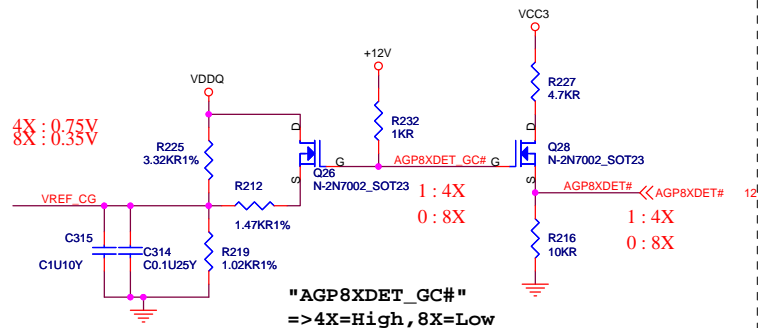 VCC3
+12V
VDDQ
R227
4.7KR
R232
1KR
4X : 0.75V
8X : 0.35V
R225
3.32KR1%
D
S
G
Q26
N-2N7002_SOT23
AGP8XDET_GC#
G
D
S
Q28
N-2N7002_SOT23
R212
1.47KR1%
VREF_CG
1 : 4X
0 : 8X
AGP8XDET#
AGP8XDET#
12
1 : 4X
0 : 8X
C315
C1U10Y
C314
C0.1U25Y
R219
1.02KR1%
R216
10KR
"AGP8XDET_GC#"
=>4X=High,8X=Low